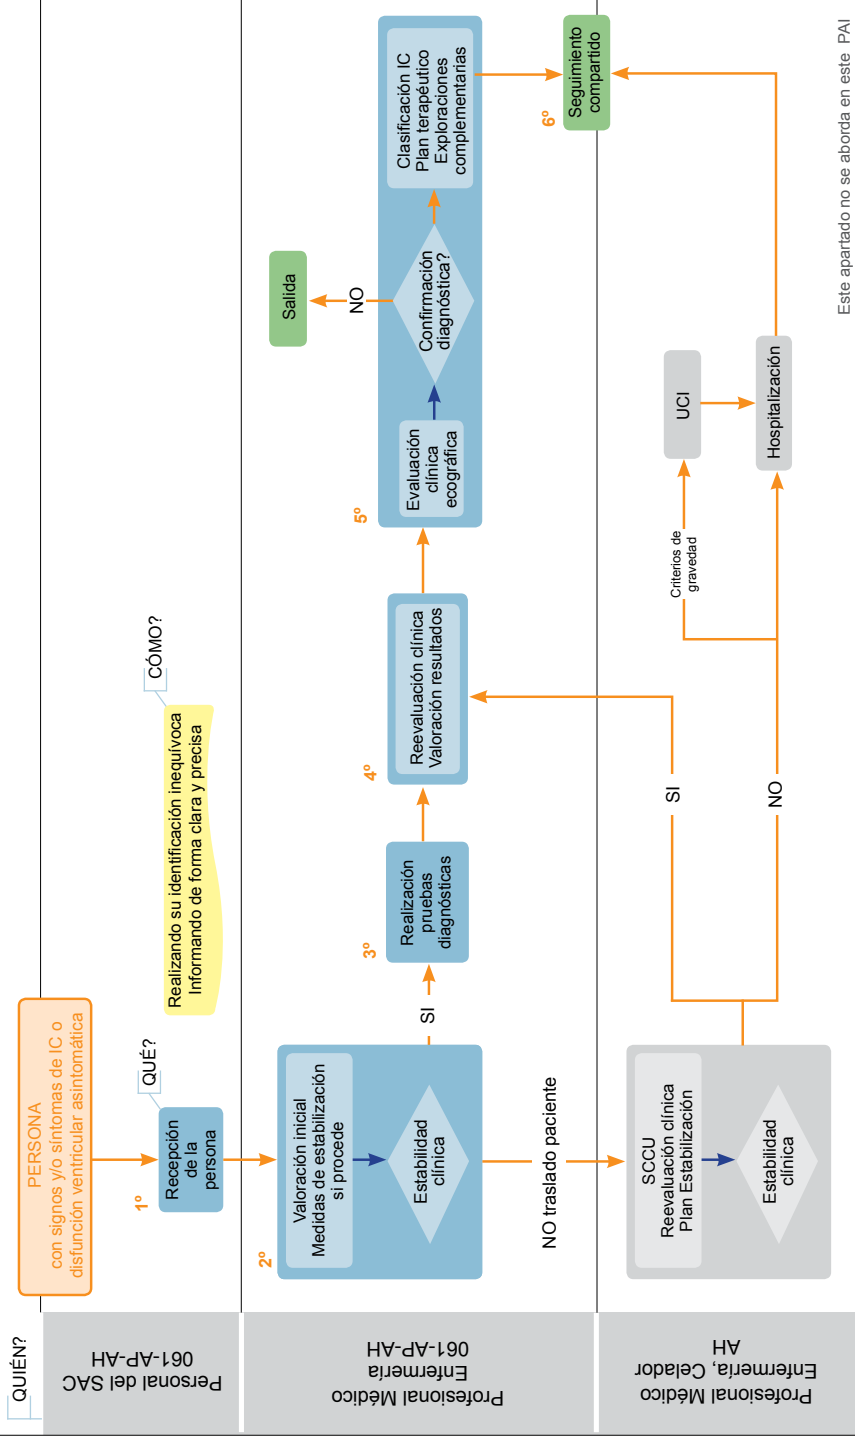 QUIÉN?
PERSONA
con signos y/o síntomas de IC o
disfunción ventricular asintomática
Personal del SAC
061-AP-AH
1º
QUÉ?
Recepción
de la
persona
CÓMO?
Realizando su identificación inequívoca
Informando de forma clara y precisa
Profesional Médico
Enfermería
061-AP-AH
2º
Valoración inicial
Medidas de estabilización
si procede
Estabilidad
clínica
SI
3º
Realización
pruebas
diagnósticas
4º
Reevaluación clínica
Valoración resultados
5º
Evaluación
clínica
ecográfica
Confirmación
diagnóstica?
NO
Salida
Clasificación IC
Plan terapéutico
Exploraciones
complementarias
6º
Seguimiento
compartido
NO traslado paciente
Profesional Médico
Enfermería, Celador
AH
SCCU
Reevaluación clínica
Plan Estabilización
Estabilidad
clínica
SI
NO
Criterios de
gravedad
UCI
Hospitalización
Este apartado no se aborda en este PAI